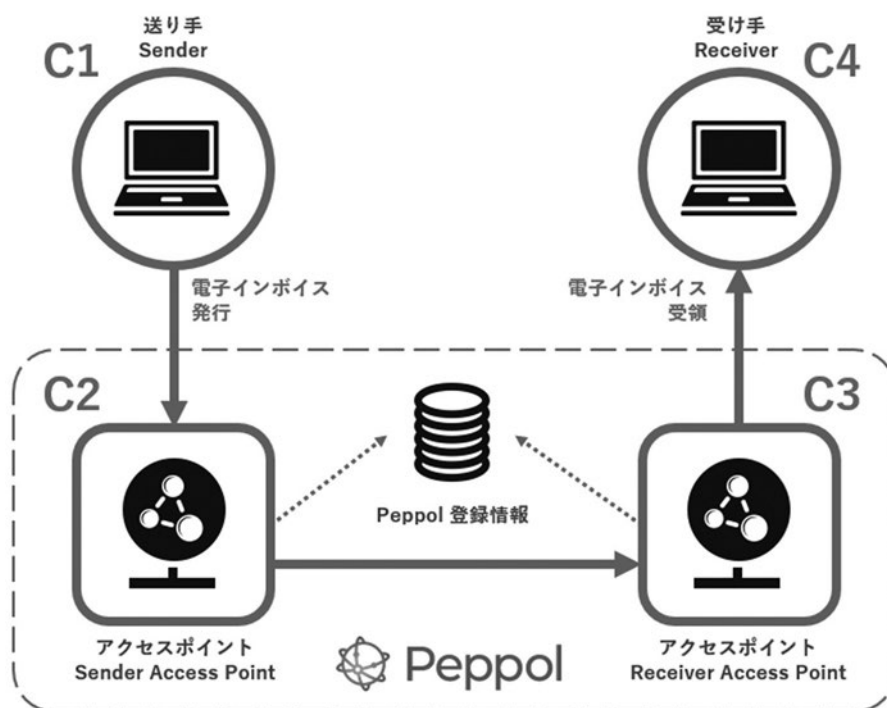 送り手
Sender
C1
受け手
Receiver
C4
電子インボイス
発行
電子インボイス
受領
C2
C3
Peppol 登録情報
アクセスポイント
Sender Access Point
Peppol
アクセスポイント
Receiver Access Point